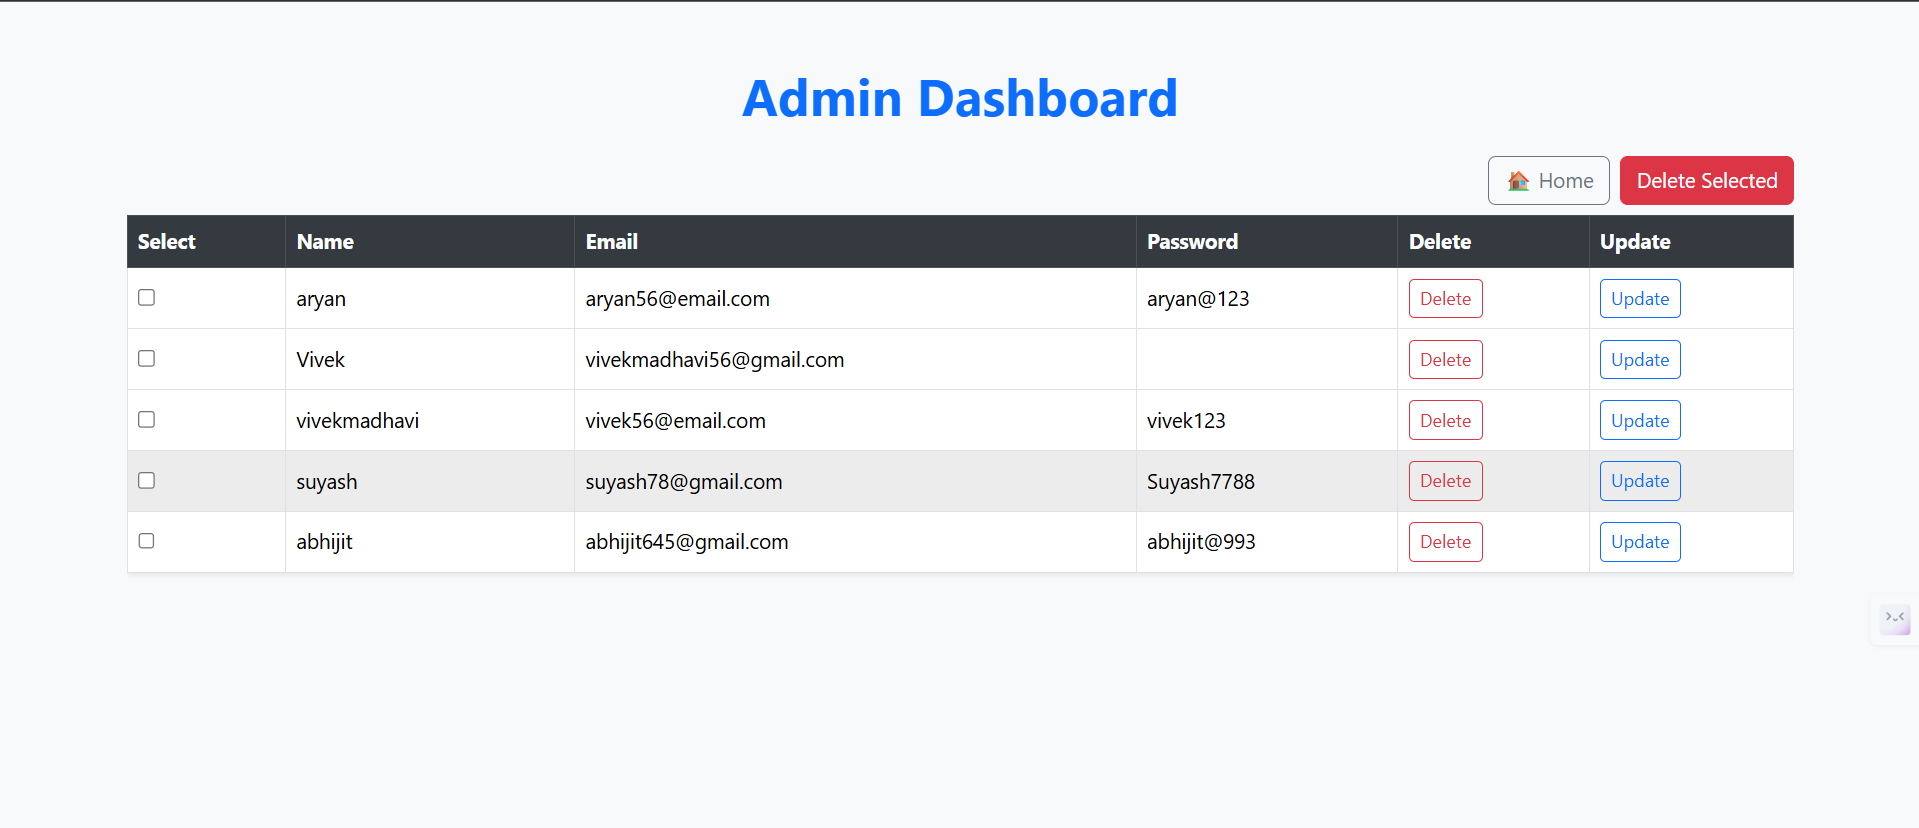 Admin Dashboard
🏠 Home Delete Selected
Select Name Email Password Delete Update
aryan aryan56@email.com aryan@123 Delete Update
Vivek vivekmadhavi56@gmail.com Delete Update
vivekmadhavi vivek56@email.com vivek123 Delete Update
suyash suyash78@gmail.com Suyash7788 Delete Update
abhijit abhijit645@gmail.com abhijit@993 Delete Update